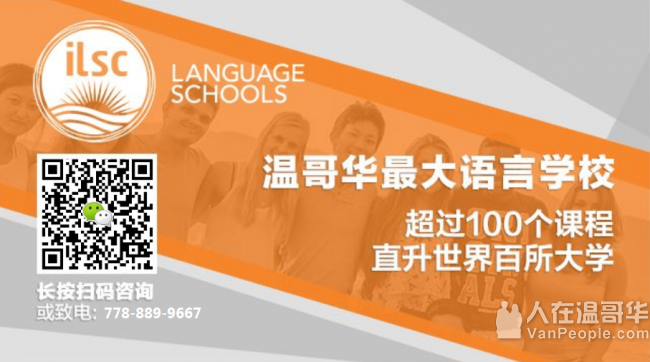 ilsc
LANGUAGE
SCHOOLS
温哥华最大语言学校
超过100个课程
直升世界百所大学
长按扫码咨询
或致电: 778-889-9667
人在温哥华
VanPeople.com